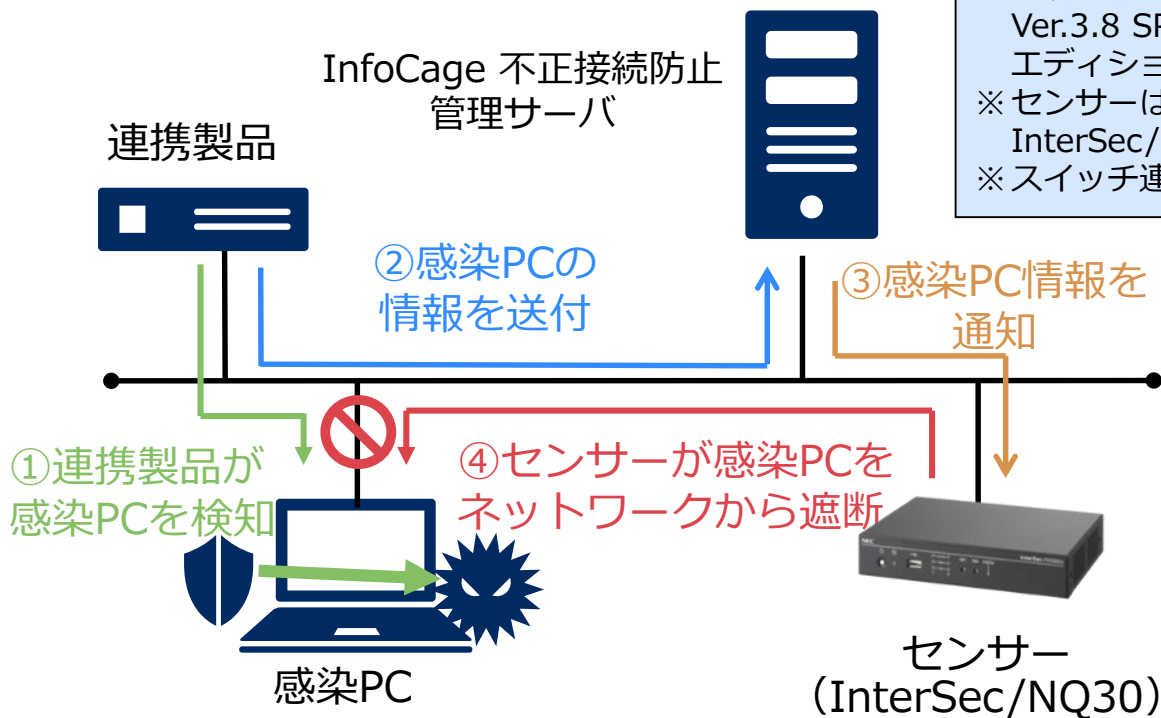 Ver.3.8
エディション
※センサーは
InterSec/
※スイッチ連
InfoCage 不正接続防止
管理サーバ
連携製品
②感染PCの
情報を送付
③感染PC情報を
通知
①連携製品が
感染PCを検知
④センサーが感染PCを
ネットワークから遮断
NEC
感染PC
センサー
（InterSec/NQ30）